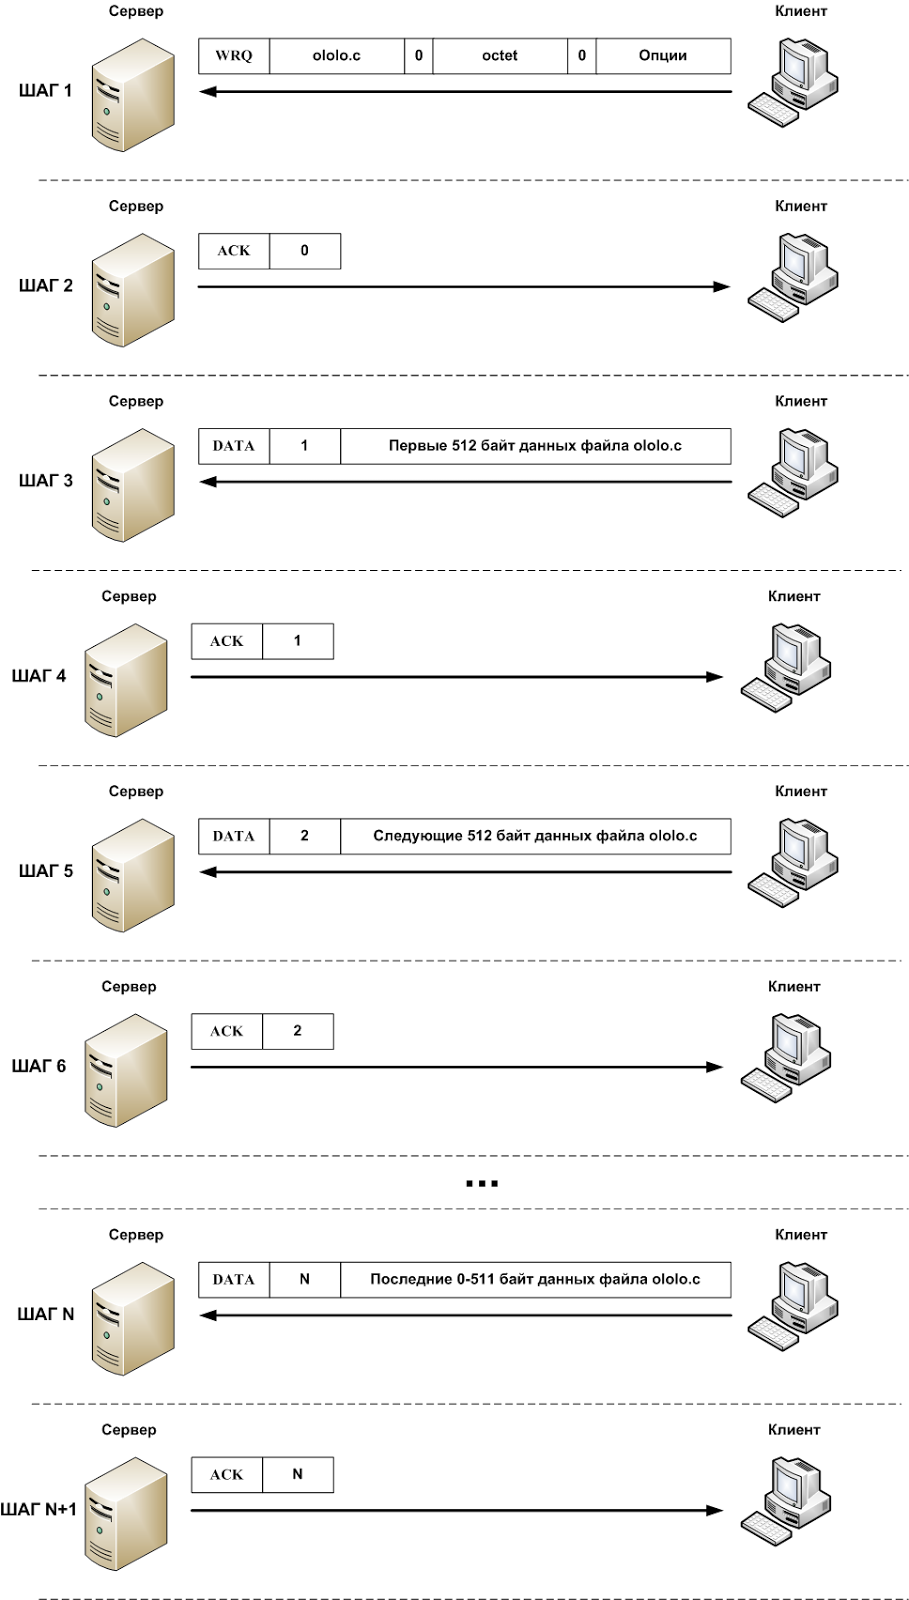 Сервер
Клиент
WRQ ololo.c 0 octet 0 Опции
ШАГ 1
Сервер
Клиент
ACK 0
ШАГ 2
Сервер
Клиент
DATA 1 Первые 512 байт данных файла ololo.c
ШАГ 3
Сервер
Клиент
ACK 1
ШАГ 4
Сервер
Клиент
DATA 2 Следующие 512 байт данных файла ololo.c
ШАГ 5
Сервер
Клиент
ACK 2
ШАГ 6
...
Сервер
Клиент
DATA N Последние 0-511 байт данных файла ololo.c
ШАГ N
Сервер
Клиент
ACK N
ШАГ N+1